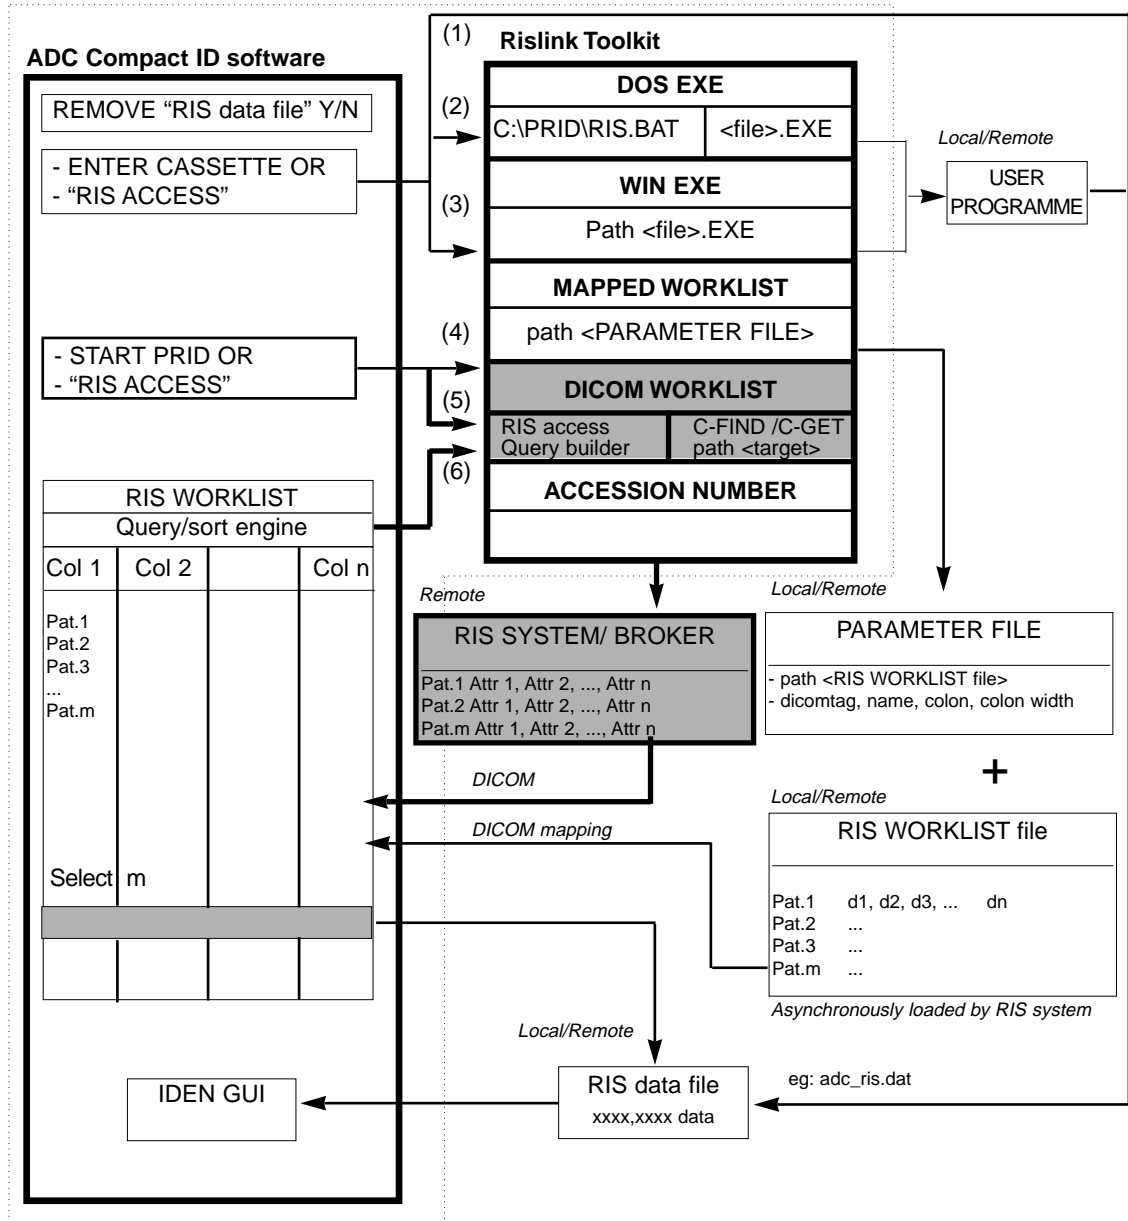 (1)
Rislink Toolkit
ADC Compact ID software
DOS EXE
REMOVE “RIS data file” Y/N
(2)
C:\PRID\RIS.BAT
<file>.EXE
Local/Remote
- ENTER CASSETTE OR
- “RIS ACCESS”
WIN EXE
USER
PROGRAMME
(3)
Path <file>.EXE
MAPPED WORKLIST
(4)
path <PARAMETER FILE>
- START PRID OR
- “RIS ACCESS”
DICOM WORKLIST
(5)
RIS access
Query builder
C-FIND /C-GET
path <target>
(6)
ACCESSION NUMBER
RIS WORKLIST
Query/sort engine
Col 1
Col 2
Col n
Pat.1
Pat.2
Pat.3
...
Pat.m
Select
m
Remote
RIS SYSTEM/ BROKER
Pat.1 Attr 1, Attr 2, ..., Attr n
Pat.2 Attr 1, Attr 2, ..., Attr n
Pat.m Attr 1, Attr 2, ..., Attr n
Local/Remote
PARAMETER FILE
- path <RIS WORKLIST file>
- dicomtag, name, colon, colon width
+
DICOM
DICOM mapping
Local/Remote
RIS WORKLIST file
Pat.1 d1, d2, d3, ... dn
Pat.2 ...
Pat.3 ...
Pat.m ...
Asynchronously loaded by RIS system
Local/Remote
RIS data file
xxxx,xxxx data
eg: adc_ris.dat
IDEN GUI